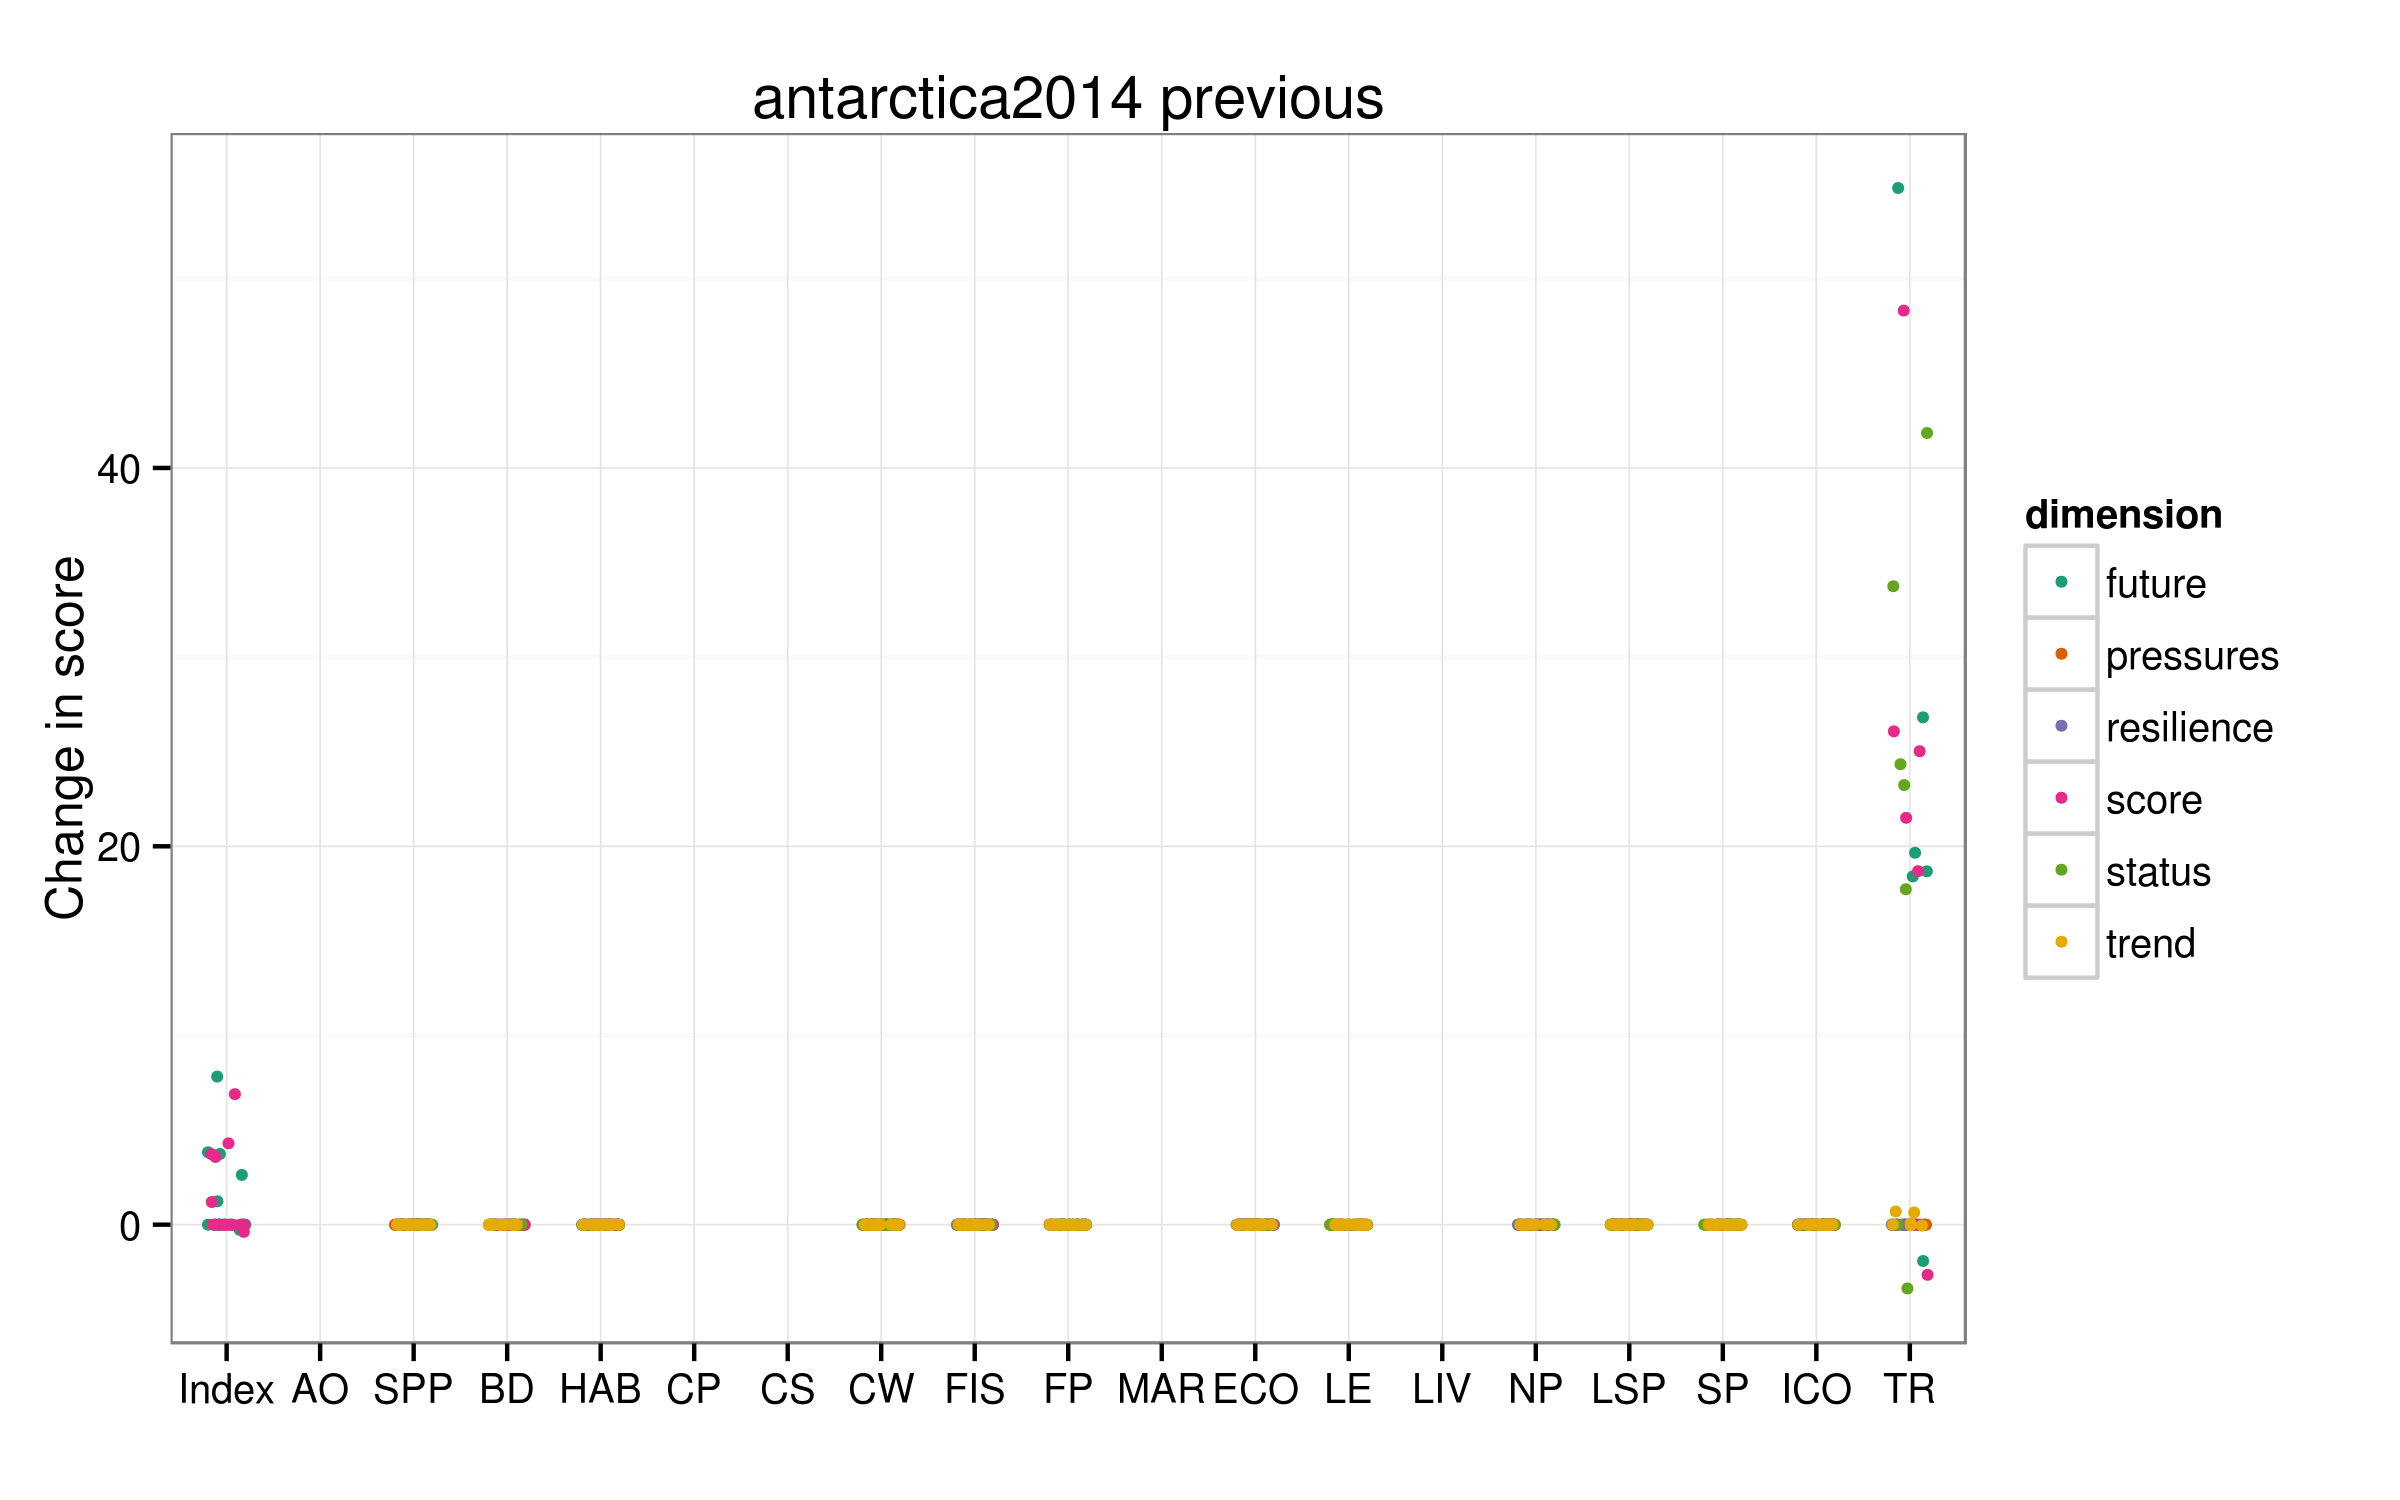 antarctica2014 previous
Change in score
40
20
0
Index AO SPP BD HAB CP CS CW FIS FP MAR ECO LE LIV NP LSP SP ICO TR
dimension
future
pressures
resilience
score
status
trend